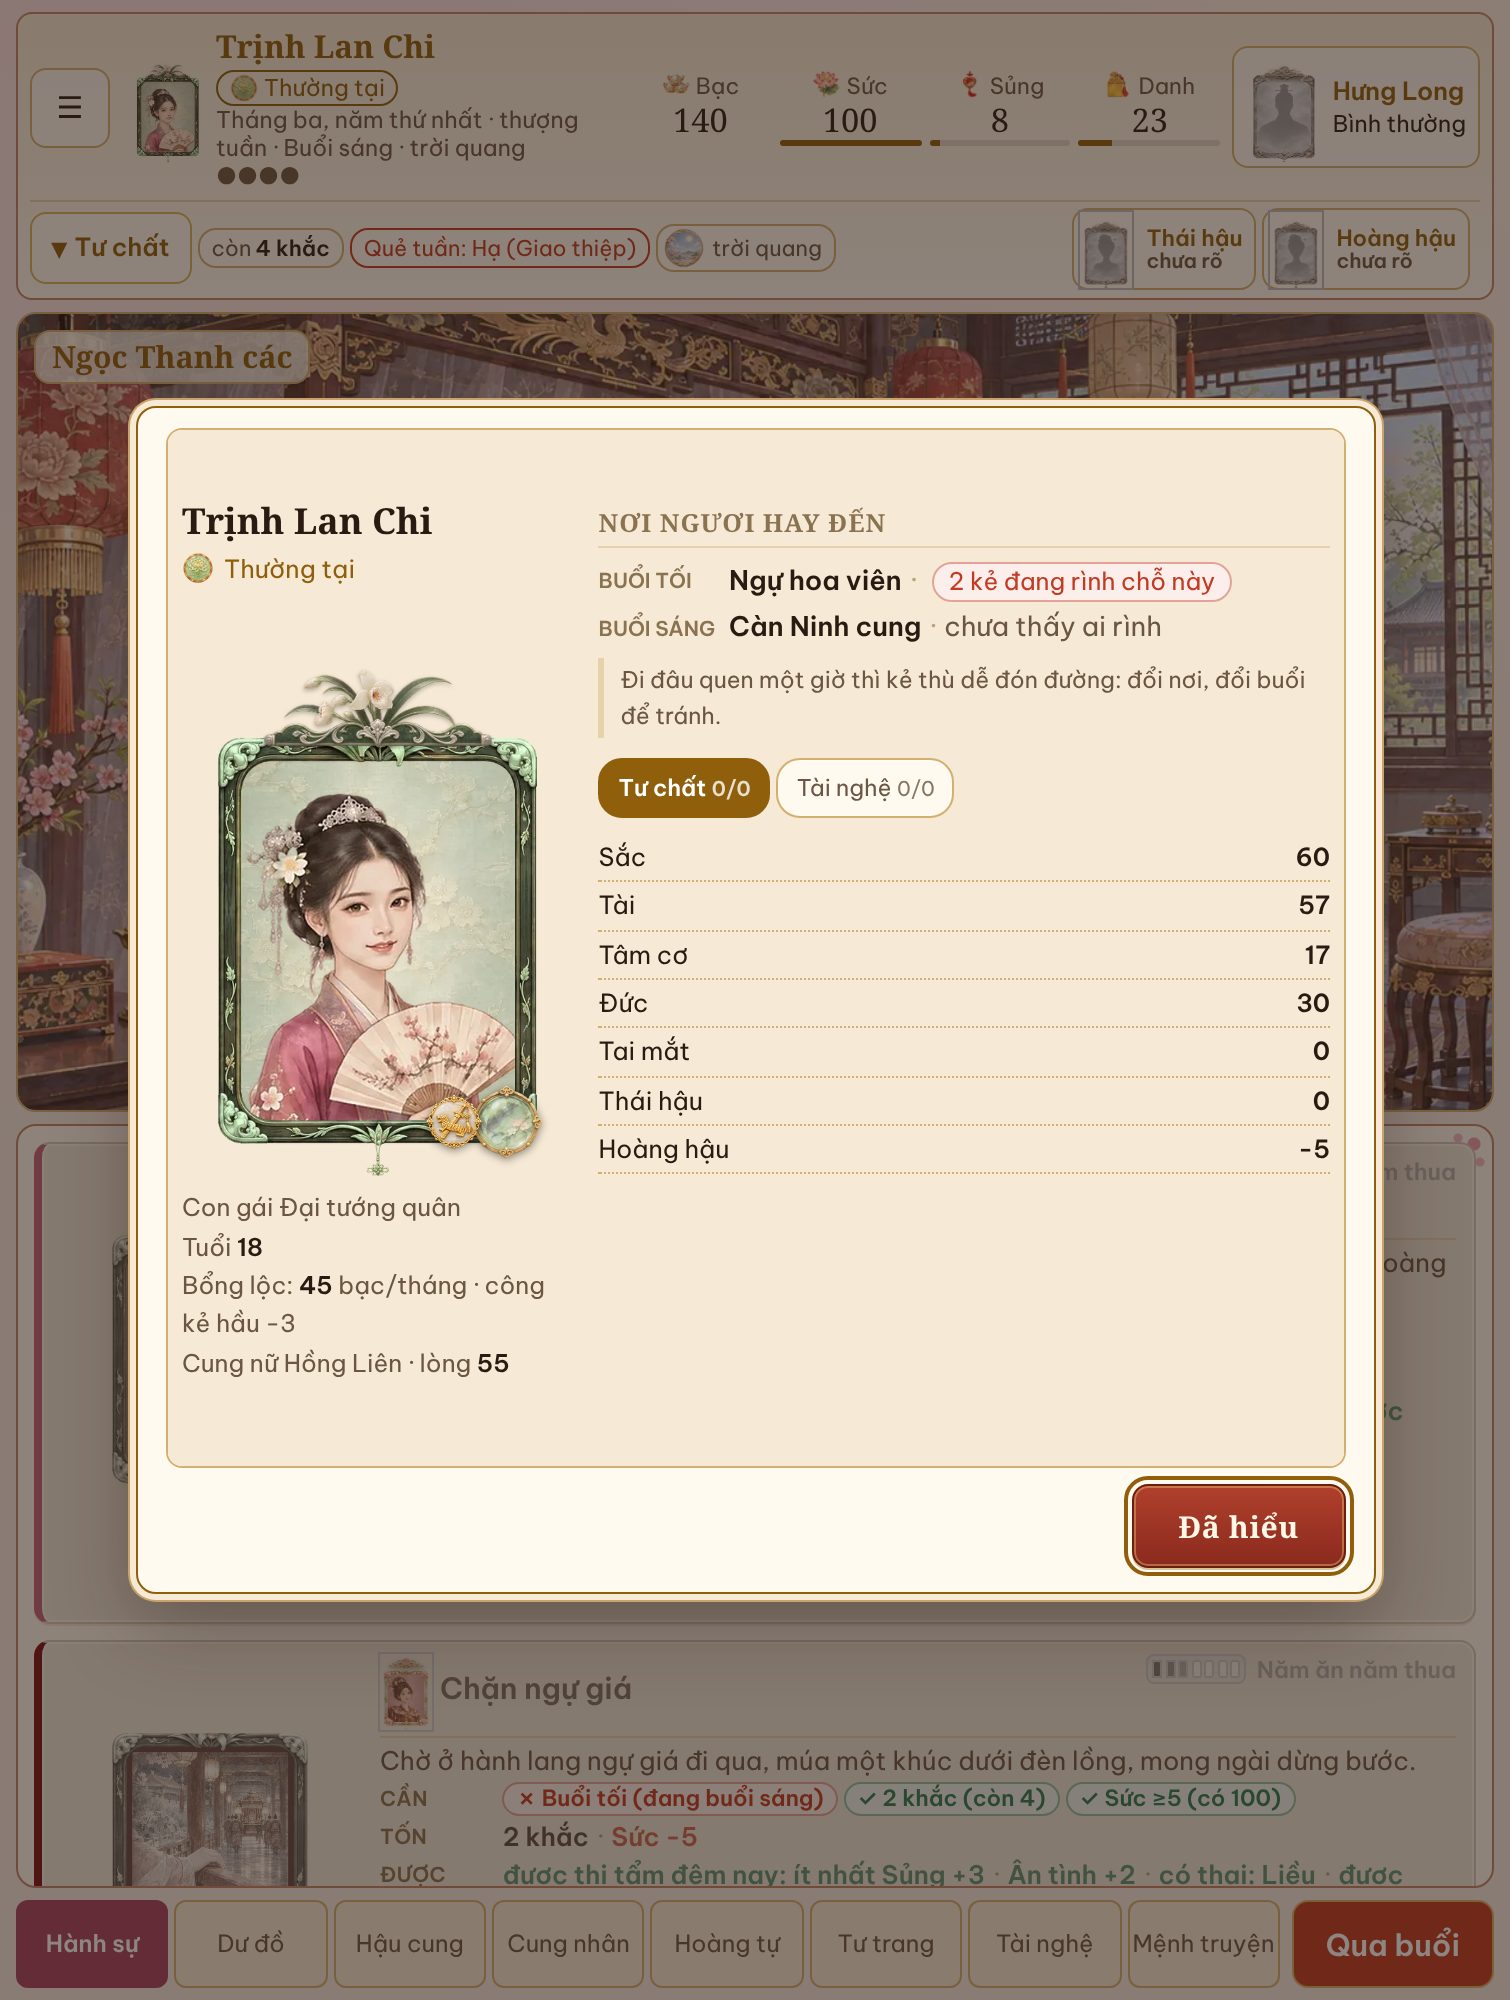 Trịnh Lan Chi
Thường tại
Tháng ba, năm thứ nhất · thượng
tuần · Buổi sáng · trời quang
Bạc
140
Sức
100
Sủng
8
Danh
23
Hưng Long
Bình thường
▼ Tư chất
còn 4 khắc
Quẻ tuần: Hạ (Giao thiệp)
trời quang
Thái hậu
chưa rõ
Hoàng hậu
chưa rõ
Ngọc Thanh các
Trịnh Lan Chi
Thường tại
Con gái Đại tướng quân
Tuổi 18
Bổng lộc: 45 bạc/tháng · công
kẻ hầu -3
Cung nữ Hồng Liên · lòng 55
NƠI NGƯƠI HAY ĐẾN
BUỔI TỐI Ngự hoa viên · 2 kẻ đang rình chỗ này
BUỔI SÁNG Càn Ninh cung · chưa thấy ai rình
Đi đâu quen một giờ thì kẻ thù dễ đón đường: đổi nơi, đổi buổi
để tránh.
Tư chất 0/0
Tài nghệ 0/0
Sắc 60
Tài 57
Tâm cơ 17
Đức 30
Tai mắt 0
Thái hậu 0
Hoàng hậu -5
Đã hiểu
thua
oàng
Chặn ngự giá
Năm ăn năm thua
Chờ ở hành lang ngự giá đi qua, múa một khúc dưới đèn lồng, mong ngài dừng bước.
CẦN × Buổi tối (đang buổi sáng) ✓ 2 khắc (còn 4) ✓ Sức ≥5 (có 100)
TỐN 2 khắc · Sức -5
ĐƯỢC được thị tẩm đêm nay: ít nhất Sủng +3 · Ân tình +2 · có thai: Liều · được
Hành sự
Dư đồ
Hậu cung
Cung nhân
Hoàng tự
Tư trang
Tài nghệ
Mệnh truyện
Qua buổi